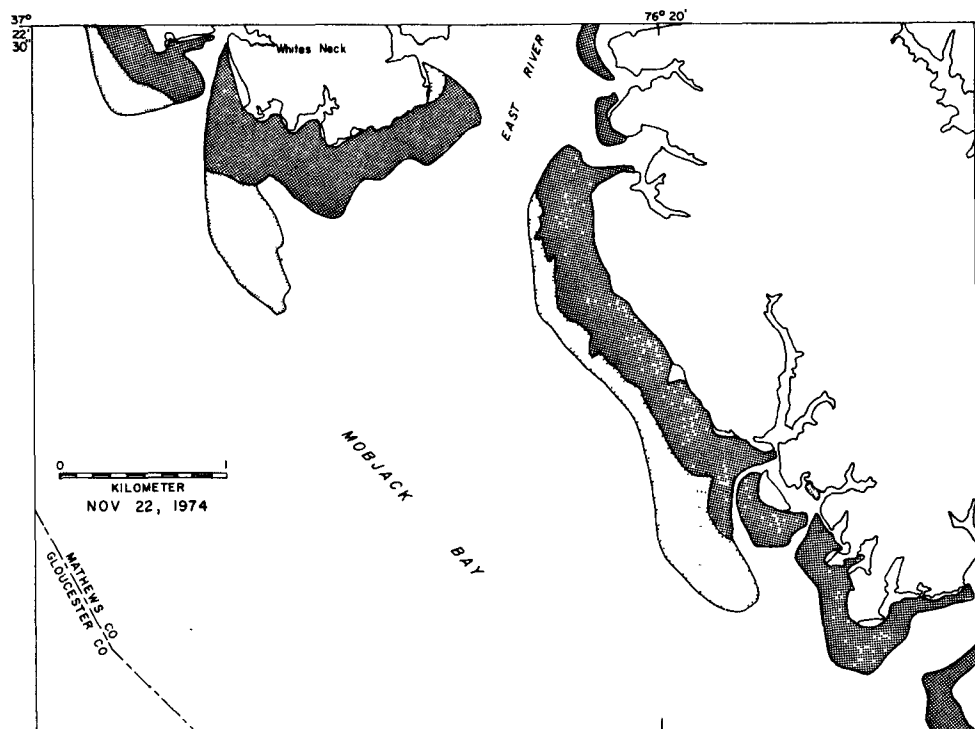 37°
22'
30"
76° 20'
Whites Neck
EAST RIVER
MOBJACK
BAY
0 1
KILOMETER
NOV 22, 1974
MATHEWS CO
GLOUCESTER CO